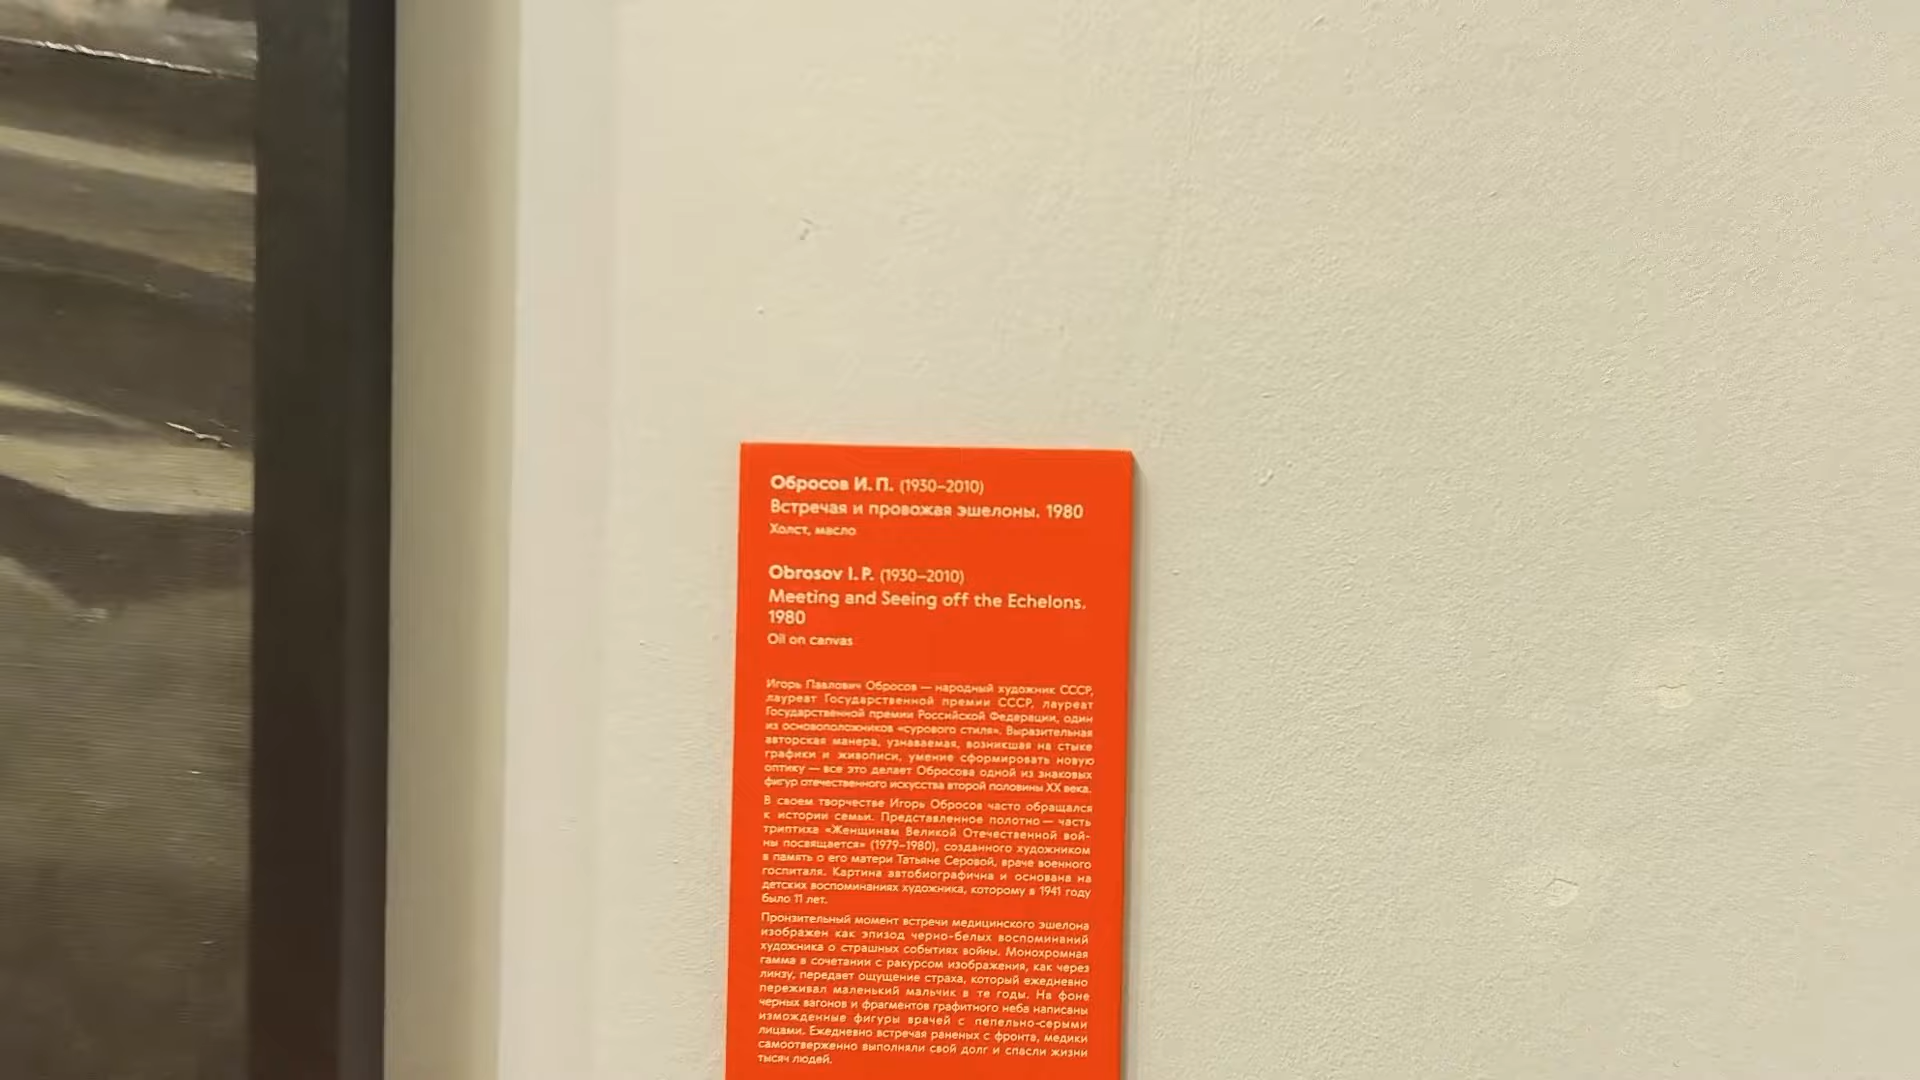 Обросов И. П. (1930–2010)
Встречая и провожая эшелоны. 1980
Холст, масло
Obrosov I. P. (1930–2010)
Meeting and Seeing off the Echelons.
1980
Oil on canvas
Игорь Павлович Обросов — народный художник СССР,
лауреат Государственной премии СССР, лауреат
Государственной премии Российской Федерации, один
из основоположников «сурового стиля». Выразительная
авторская манера, узнаваемая, возникшая на стыке
графики и живописи, умение сформировать новую
оптику — все это делает Обросова одной из знаковых
фигур отечественного искусства второй половины XX века.
В своем творчестве Игорь Обросов часто обращался
к истории семьи. Представленное полотно — часть
триптиха «Женщинам Великой Отечественной вой-
ны посвящается» (1979–1980), созданного художником
в память о его матери Татьяне Серовой, враче военного
госпиталя. Картина автобиографична и основана на
детских воспоминаниях художника, которому в 1941 году
было 11 лет.
Пронзительный момент встречи медицинского эшелона
изображен как эпизод черно-белых воспоминаний
художника о страшных событиях войны. Монохромная
гамма в сочетании с ракурсом изображения, как через
линзу, передает ощущение страха, который ежедневно
переживал маленький мальчик в те годы. На фоне
черных вагонов и фрагментов графитного неба написаны
изможденные фигуры врачей с пепельно-серыми
лицами. Ежедневно встречая раненых с фронта, медики
самоотверженно выполняли свой долг и спасли жизни
тысяч людей.